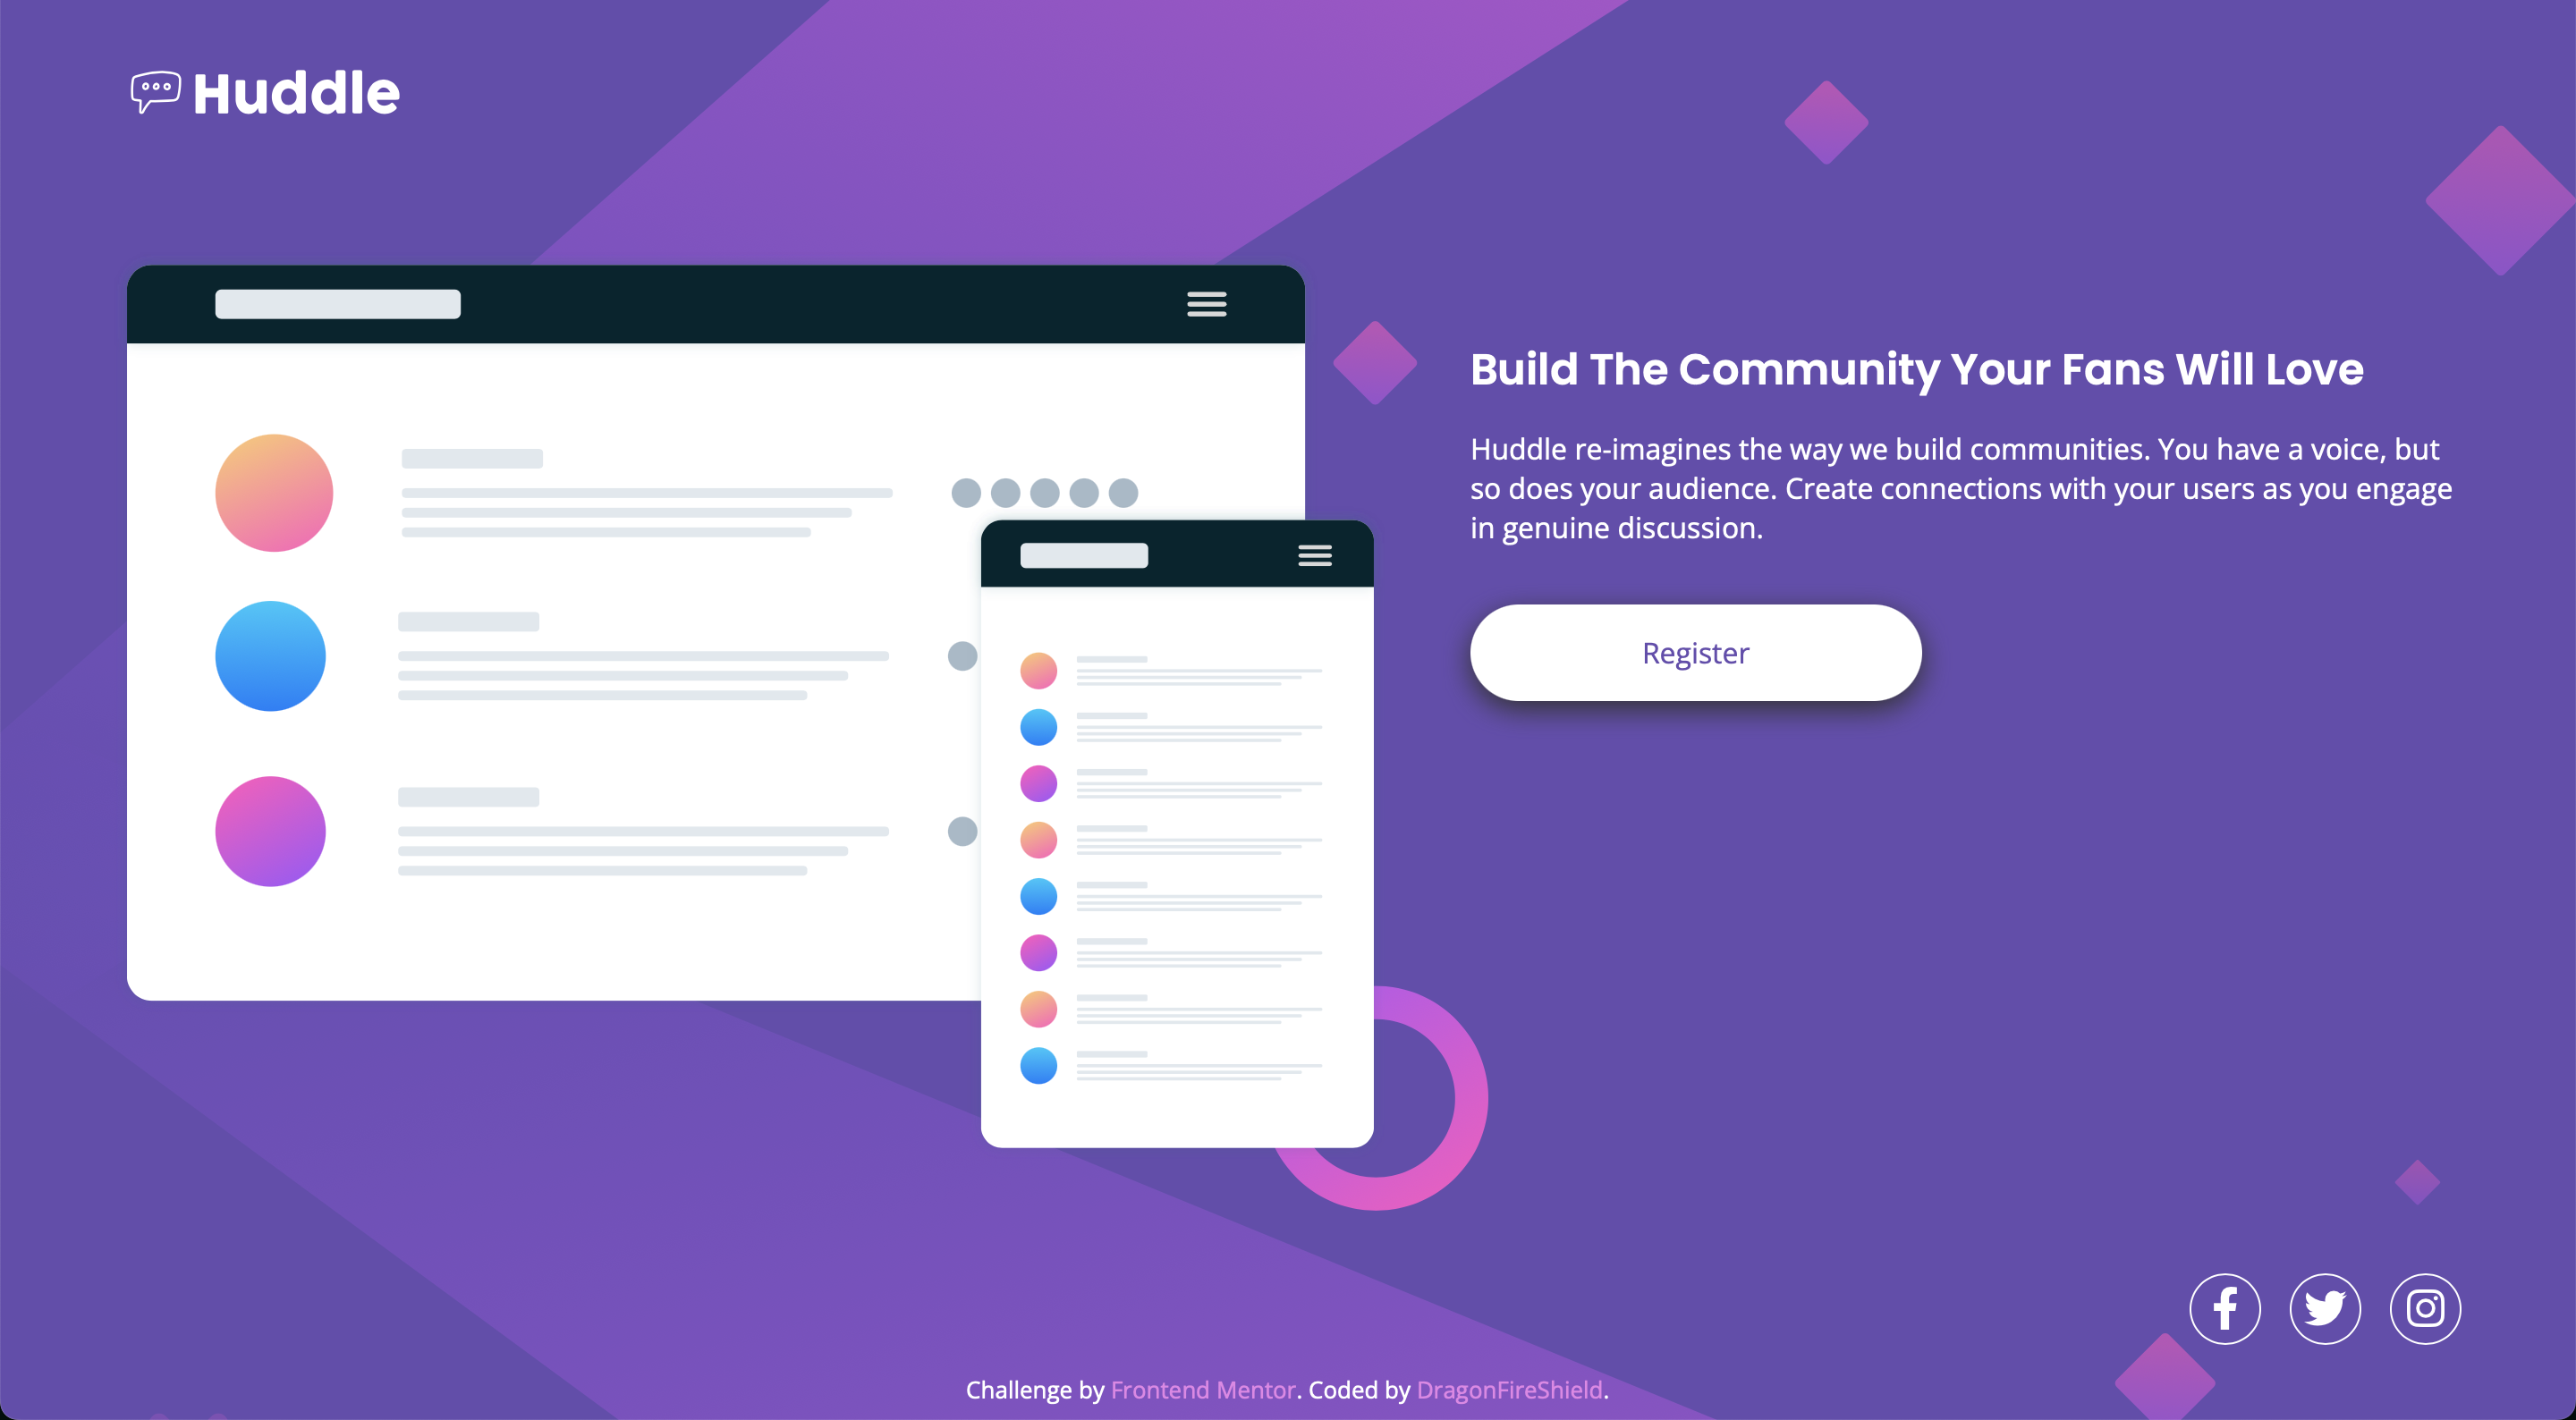 Huddle
Build The Community Your Fans Will Love
Huddle re-imagines the way we build communities. You have a voice, but
so does your audience. Create connections with your users as you engage
in genuine discussion.
Register
Challenge by Frontend Mentor. Coded by DragonFireShield.